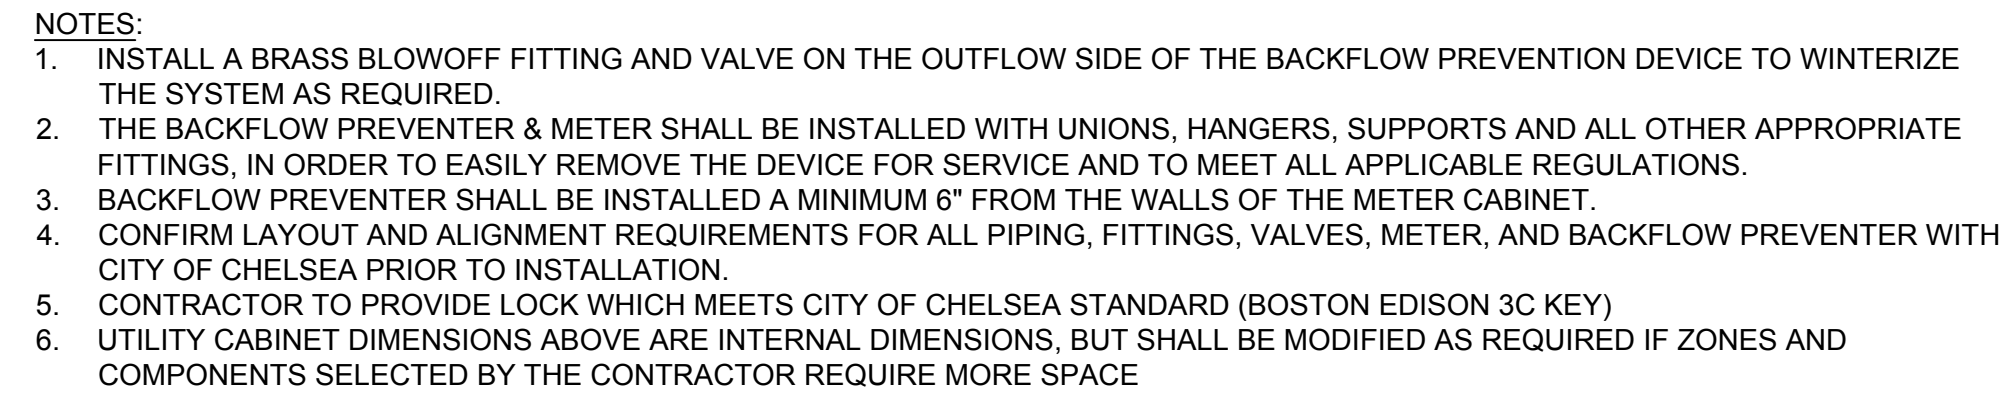 NOTES:
1. INSTALL A BRASS BLOWOFF FITTING AND VALVE ON THE OUTFLOW SIDE OF THE BACKFLOW PREVENTION DEVICE TO WINTERIZE
THE SYSTEM AS REQUIRED.
2. THE BACKFLOW PREVENTER & METER SHALL BE INSTALLED WITH UNIONS, HANGERS, SUPPORTS AND ALL OTHER APPROPRIATE
FITTINGS, IN ORDER TO EASILY REMOVE THE DEVICE FOR SERVICE AND TO MEET ALL APPLICABLE REGULATIONS.
3. BACKFLOW PREVENTER SHALL BE INSTALLED A MINIMUM 6" FROM THE WALLS OF THE METER CABINET.
4. CONFIRM LAYOUT AND ALIGNMENT REQUIREMENTS FOR ALL PIPING, FITTINGS, VALVES, METER, AND BACKFLOW PREVENTER WITH
CITY OF CHELSEA PRIOR TO INSTALLATION.
5. CONTRACTOR TO PROVIDE LOCK WHICH MEETS CITY OF CHELSEA STANDARD (BOSTON EDISON 3C KEY)
6. UTILITY CABINET DIMENSIONS ABOVE ARE INTERNAL DIMENSIONS, BUT SHALL BE MODIFIED AS REQUIRED IF ZONES AND
COMPONENTS SELECTED BY THE CONTRACTOR REQUIRE MORE SPACE